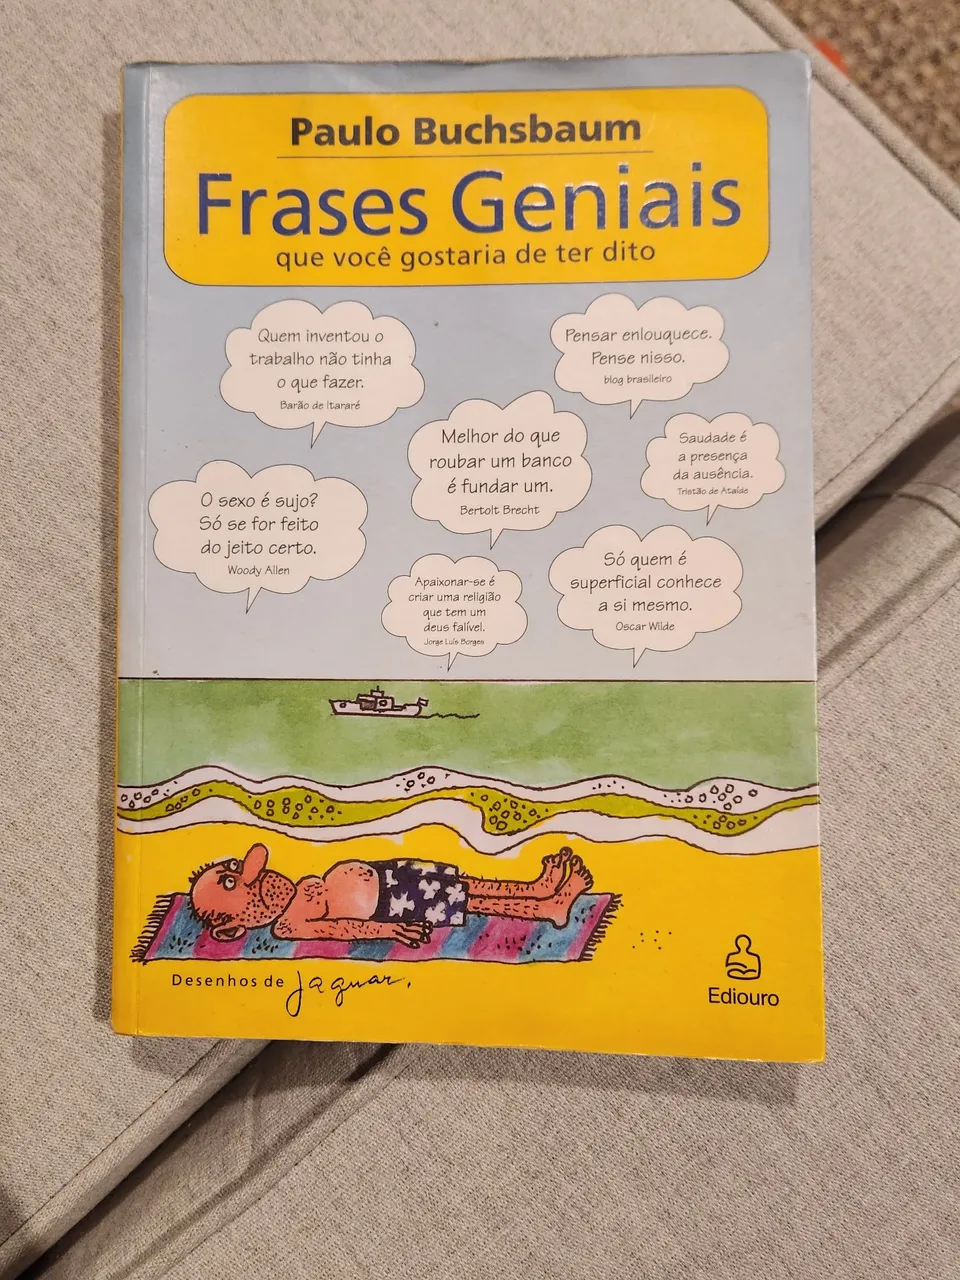 Paulo Buchsbaum
Frases Geniais
que você gostaria de ter dito
Quem inventou o
trabalho não tinha
o que fazer.
Barão de Itararé
Pensar enlouquece.
Pense nisso.
blog brasileiro
Melhor do que
roubar um banco
é fundar um.
Bertolt Brecht
Saudade é
a presença
da ausência.
Tristão de Ataíde
O sexo é sujo?
Só se for feito
do jeito certo.
Woody Allen
Apaixonar-se é
criar uma religião
que tem um
deus falível.
Jorge Luis Borges
Só quem é
superficial conhece
a si mesmo.
Oscar Wilde
Desenhos de Jaguar.
Ediouro